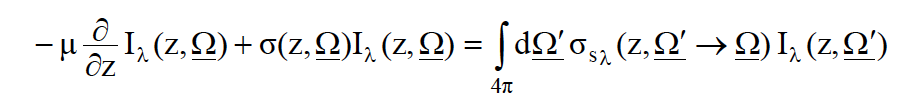 − μ ∂/∂z I_λ (z, Ω̲) + σ(z, Ω̲) I_λ (z, Ω̲) = ∫_{4π} dΩ̲′ σ_{sλ} (z, Ω̲′ → Ω̲) I_λ (z, Ω̲′)